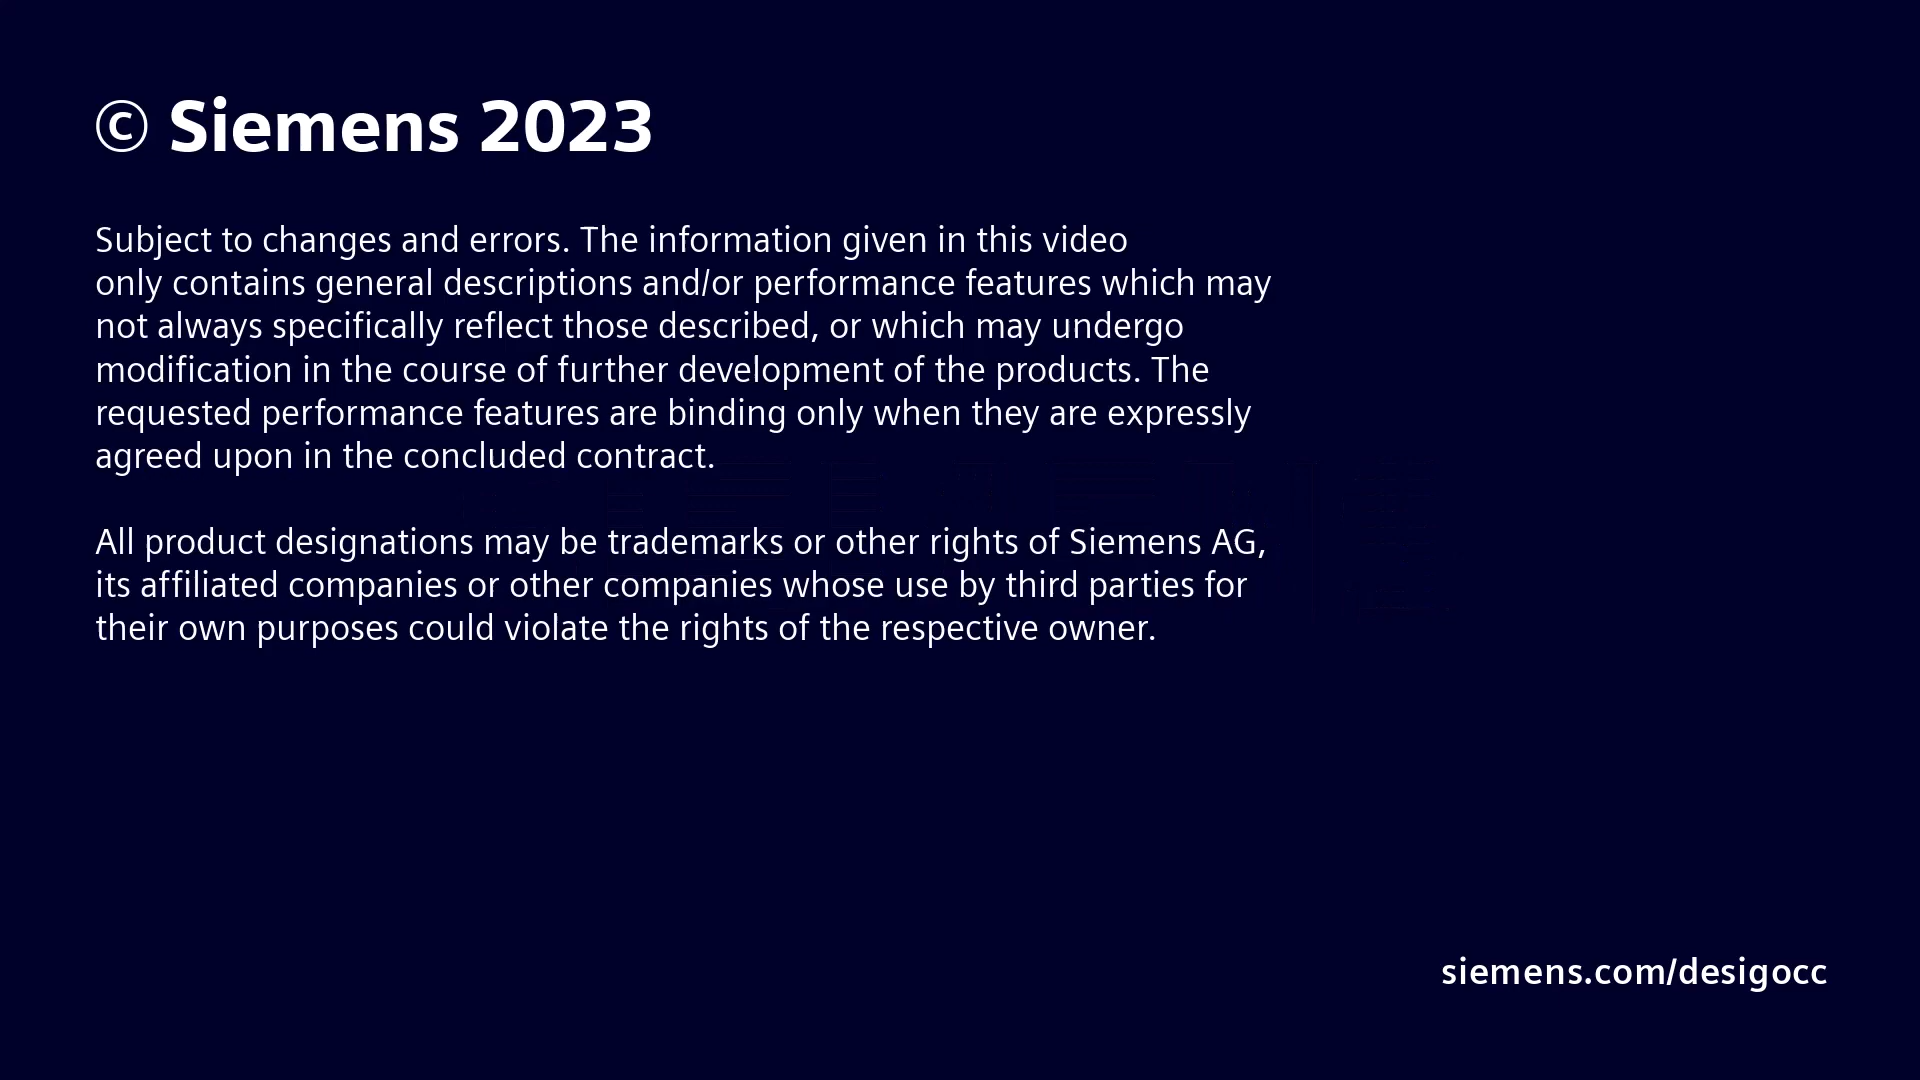 © Siemens 2023
Subject to changes and errors. The information given in this video
only contains general descriptions and/or performance features which may
not always specifically reflect those described, or which may undergo
modification in the course of further development of the products. The
requested performance features are binding only when they are expressly
agreed upon in the concluded contract.
All product designations may be trademarks or other rights of Siemens AG,
its affiliated companies or other companies whose use by third parties for
their own purposes could violate the rights of the respective owner.
siemens.com/desigocc